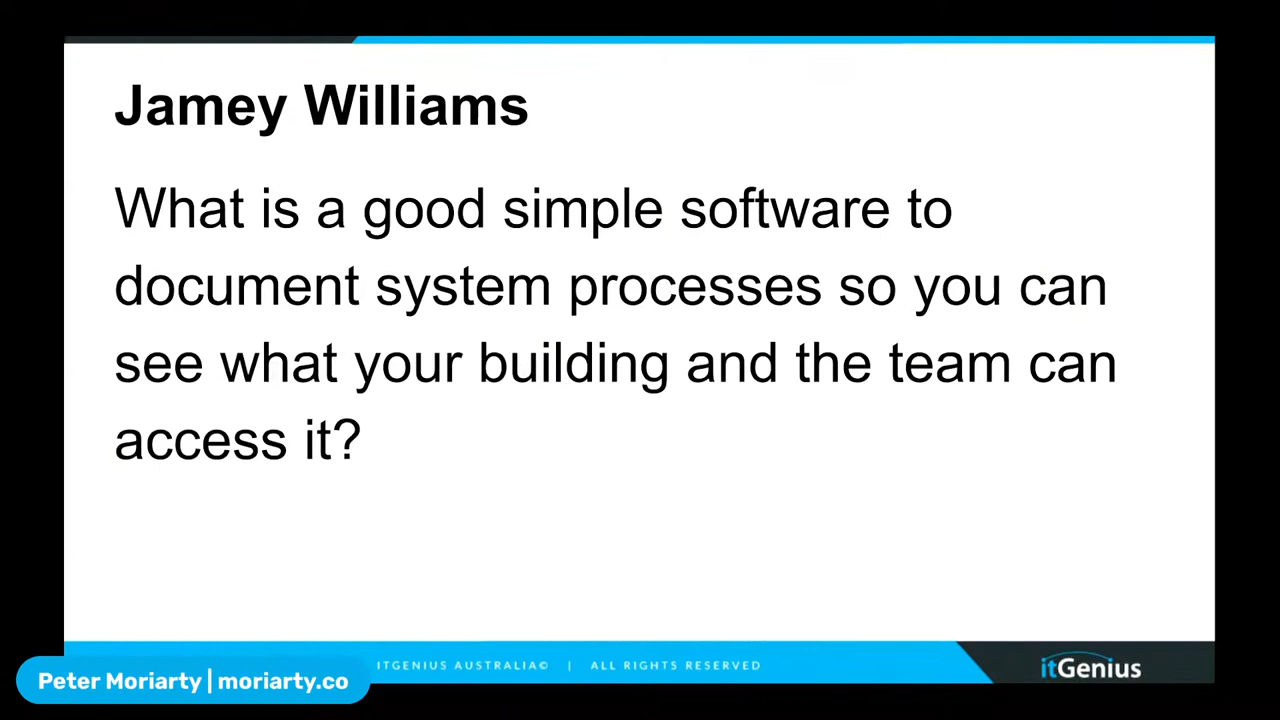 Jamey Williams
What is a good simple software to
document system processes so you can
see what your building and the team can
access it?
ITGENIUS AUSTRALIA© | ALL RIGHTS RESERVED
itGenius
Peter Moriarty | moriarty.co